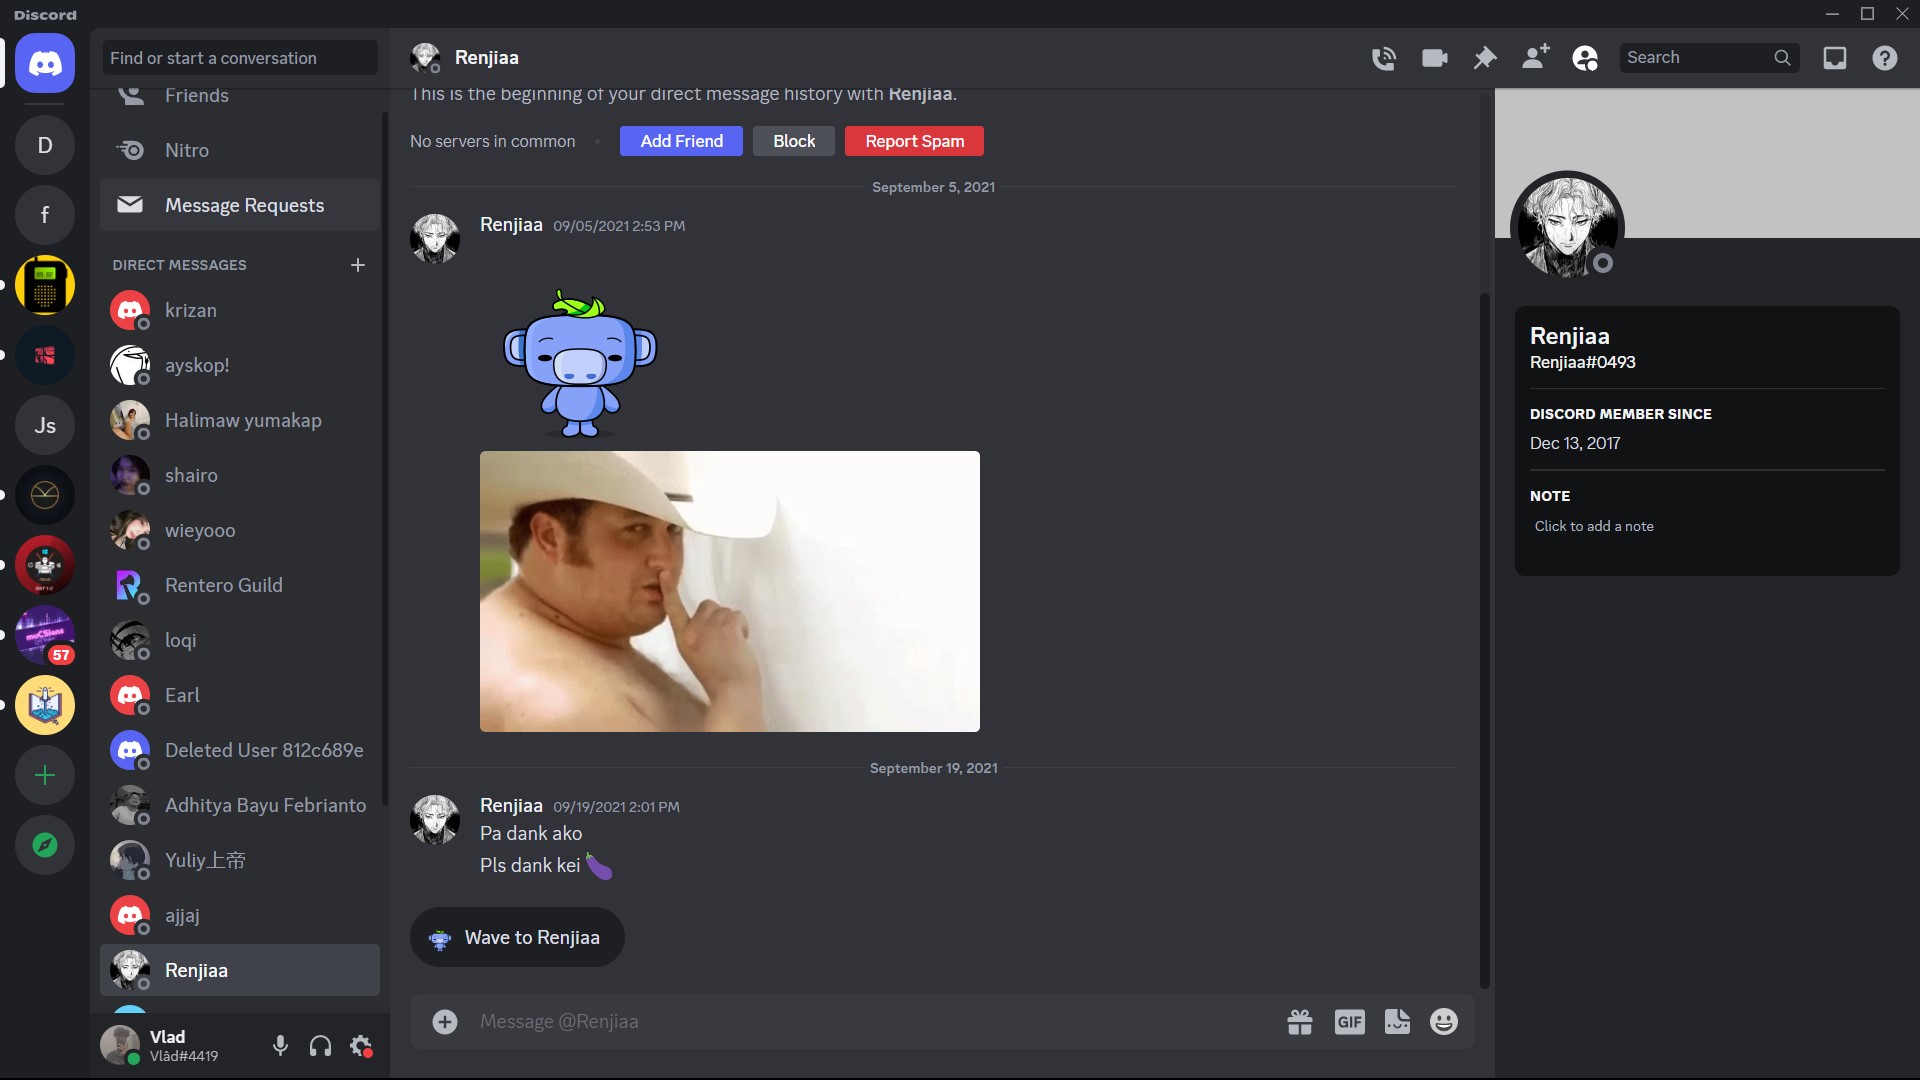 Discord
D
f
Js
57
Find or start a conversation
Friends
Nitro
Message Requests
DIRECT MESSAGES
krizan
ayskop!
Halimaw yumakap
shairo
wieyooo
Rentero Guild
loqi
Earl
Deleted User 812c689e
Adhitya Bayu Febrianto
Yuliy上帝
ajjaj
Renjiaa
Vlad
Vlâd#4419
Renjiaa
Search
This is the beginning of your direct message history with Renjiaa.
No servers in common
Add Friend
Block
Report Spam
September 5, 2021
Renjiaa 09/05/2021 2:53 PM
September 19, 2021
Renjiaa 09/19/2021 2:01 PM
Pa dank ako
Pls dank kei 🍆
Wave to Renjiaa
Message @Renjiaa
GIF
Renjiaa
Renjiaa#0493
DISCORD MEMBER SINCE
Dec 13, 2017
NOTE
Click to add a note